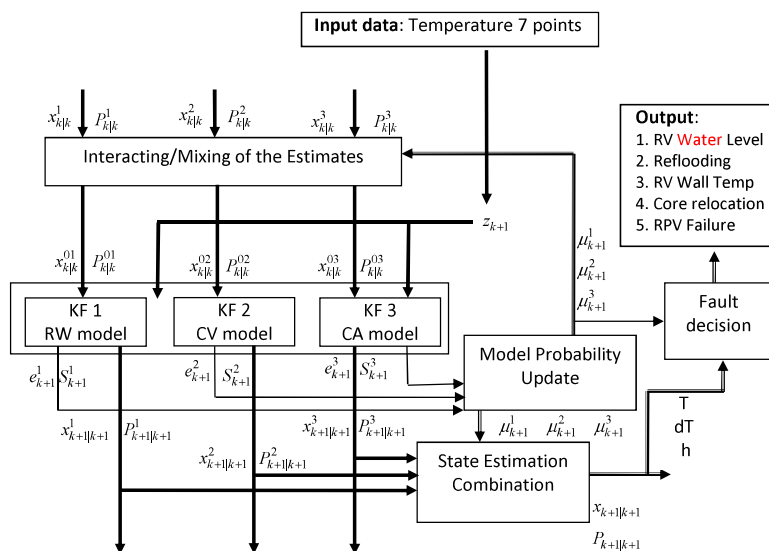 Input data: Temperature 7 points
x^1_{k|k} P^1_{k|k} x^2_{k|k} P^2_{k|k} x^3_{k|k} P^3_{k|k}
Interacting/Mixing of the Estimates
Output:
1. RV Water Level
2. Reflooding
3. RV Wall Temp
4. Core relocation
5. RPV Failure
z_{k+1}
μ^1_{k+1}
μ^2_{k+1}
μ^3_{k+1}
x^{01}_{k|k} P^{01}_{k|k} x^{02}_{k|k} P^{02}_{k|k} x^{03}_{k|k} P^{03}_{k|k}
KF 1
RW model
KF 2
CV model
KF 3
CA model
Fault
decision
Model Probability
Update
e^1_{k+1} S^1_{k+1} e^2_{k+1} S^2_{k+1} e^3_{k+1} S^3_{k+1}
x^1_{k+1|k+1} P^1_{k+1|k+1}
x^2_{k+1|k+1} P^2_{k+1|k+1}
x^3_{k+1|k+1} P^3_{k+1|k+1}
μ^1_{k+1} μ^2_{k+1} μ^3_{k+1}
T
dT
h
State Estimation
Combination
x_{k+1|k+1}
P_{k+1|k+1}